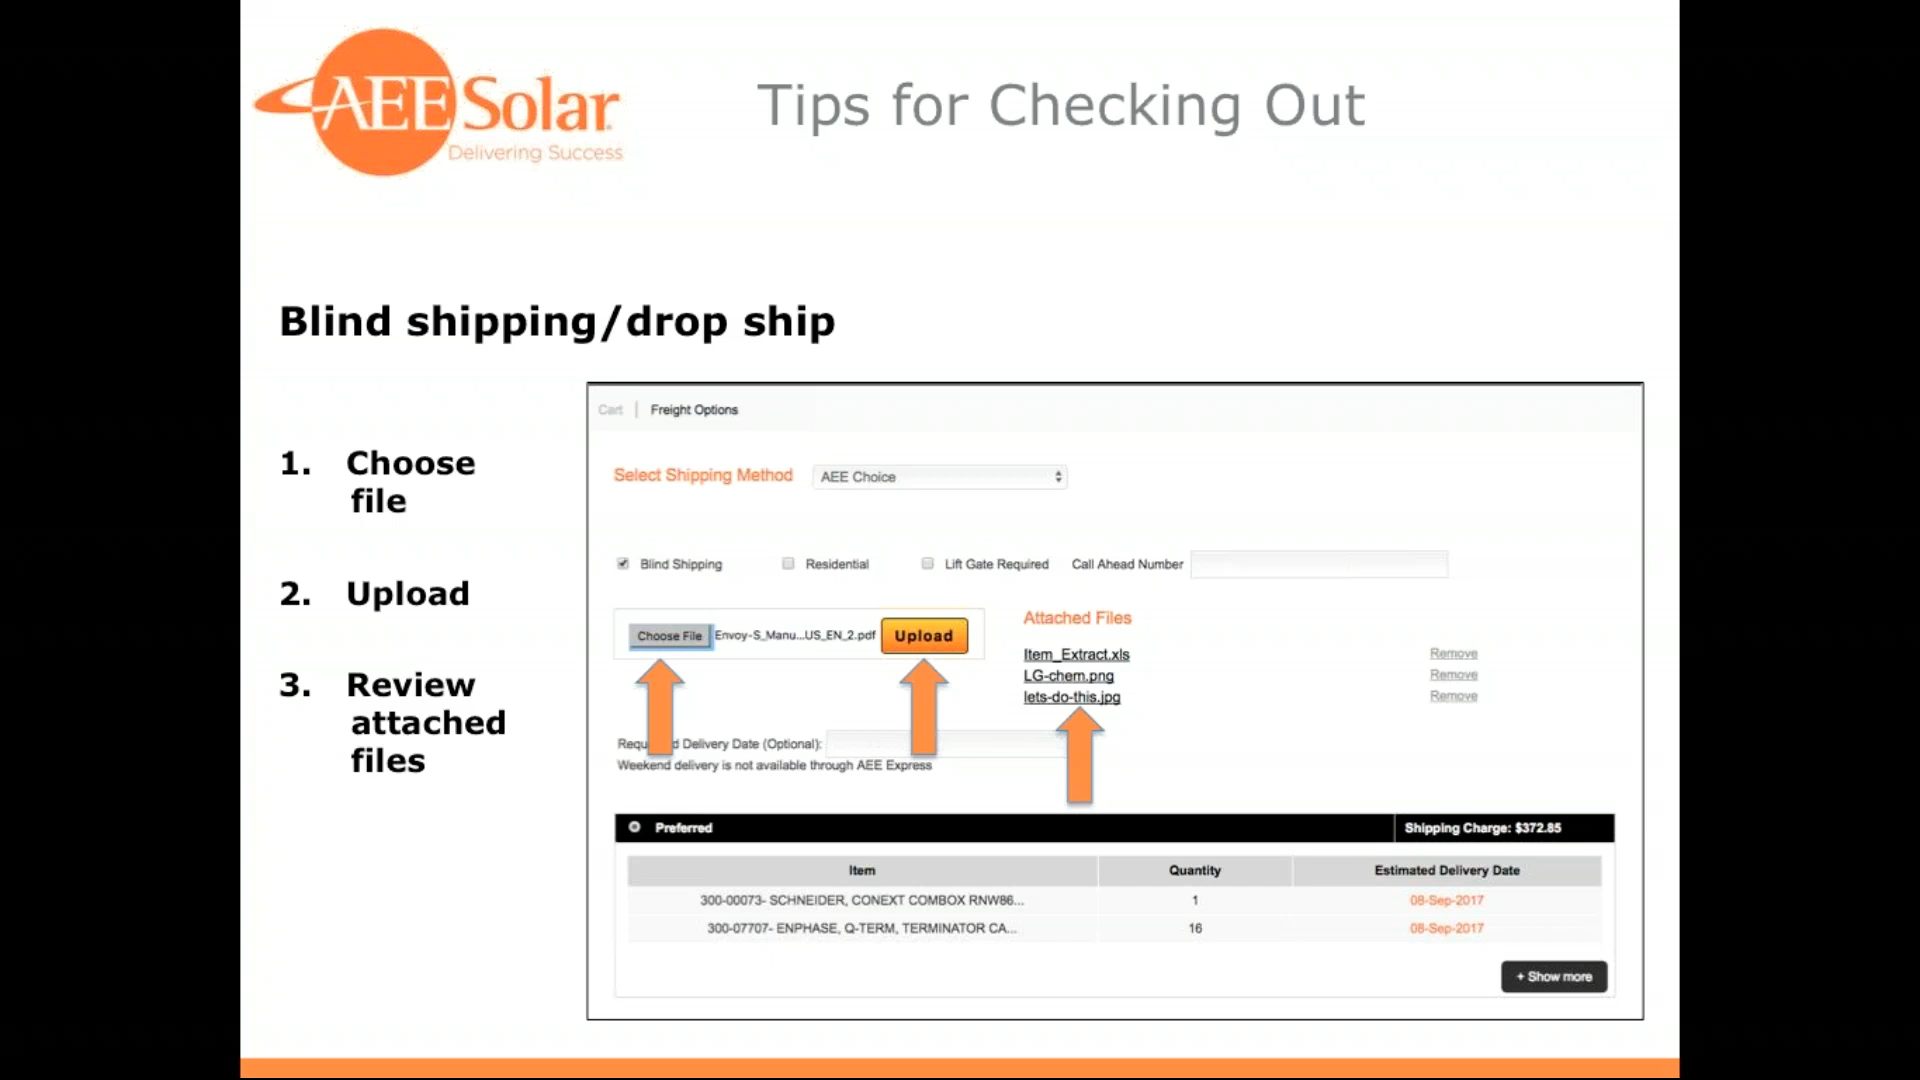 AEE Solar
Delivering Success
Tips for Checking Out
Blind shipping/drop ship
1. Choose
file
2. Upload
3. Review
attached
files
Cart | Freight Options
Select Shipping Method AEE Choice
Blind Shipping Residential Lift Gate Required Call Ahead Number
Choose File Envoy-S_Manu...US_EN_2.pdf Upload
Attached Files
Item_Extract.xls Remove
LG-chem.png Remove
lets-do-this.jpg Remove
Delivery Date (Optional):
Weekend delivery is not available through AEE Express
Preferred Shipping Charge: $372.85
Item Quantity Estimated Delivery Date
300-00073- SCHNEIDER, CONEXT COMBOX RNW86... 1 08-Sep-2017
300-07707- ENPHASE, Q-TERM, TERMINATOR CA... 16 08-Sep-2017
+ Show more